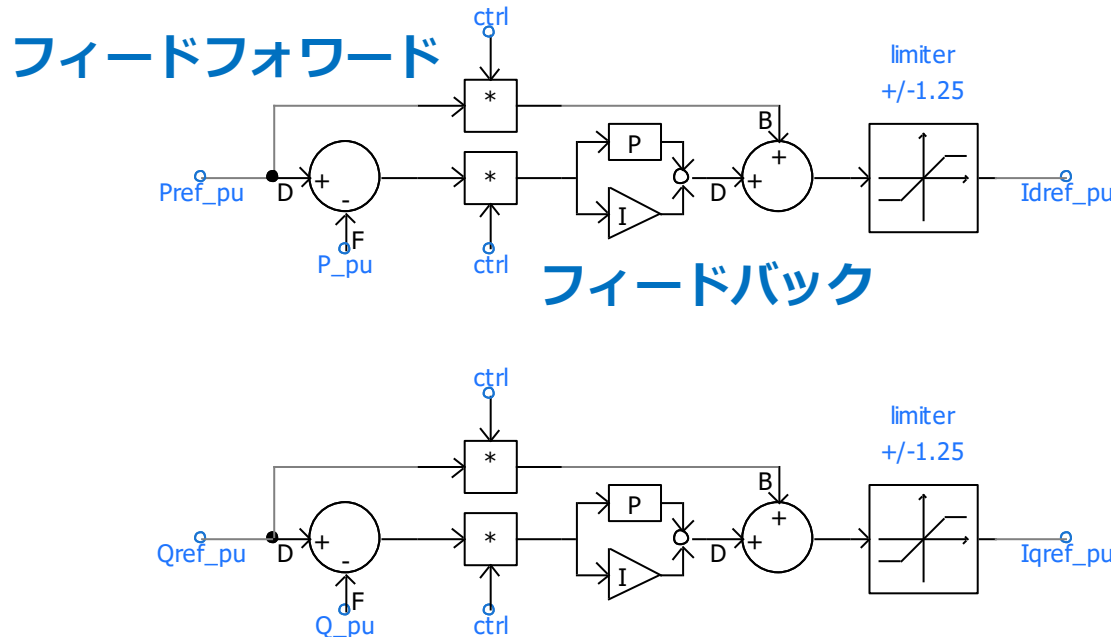 ctrl
フィードフォワード
limiter
+/-1.25
*
B
+
P
Pref_pu
D
+
-
*
I
D
+
Idref_pu
F
P_pu
ctrl
フィードバック
ctrl
limiter
+/-1.25
*
B
+
P
Qref_pu
D
+
-
*
I
D
+
Iqref_pu
F
Q_pu
ctrl